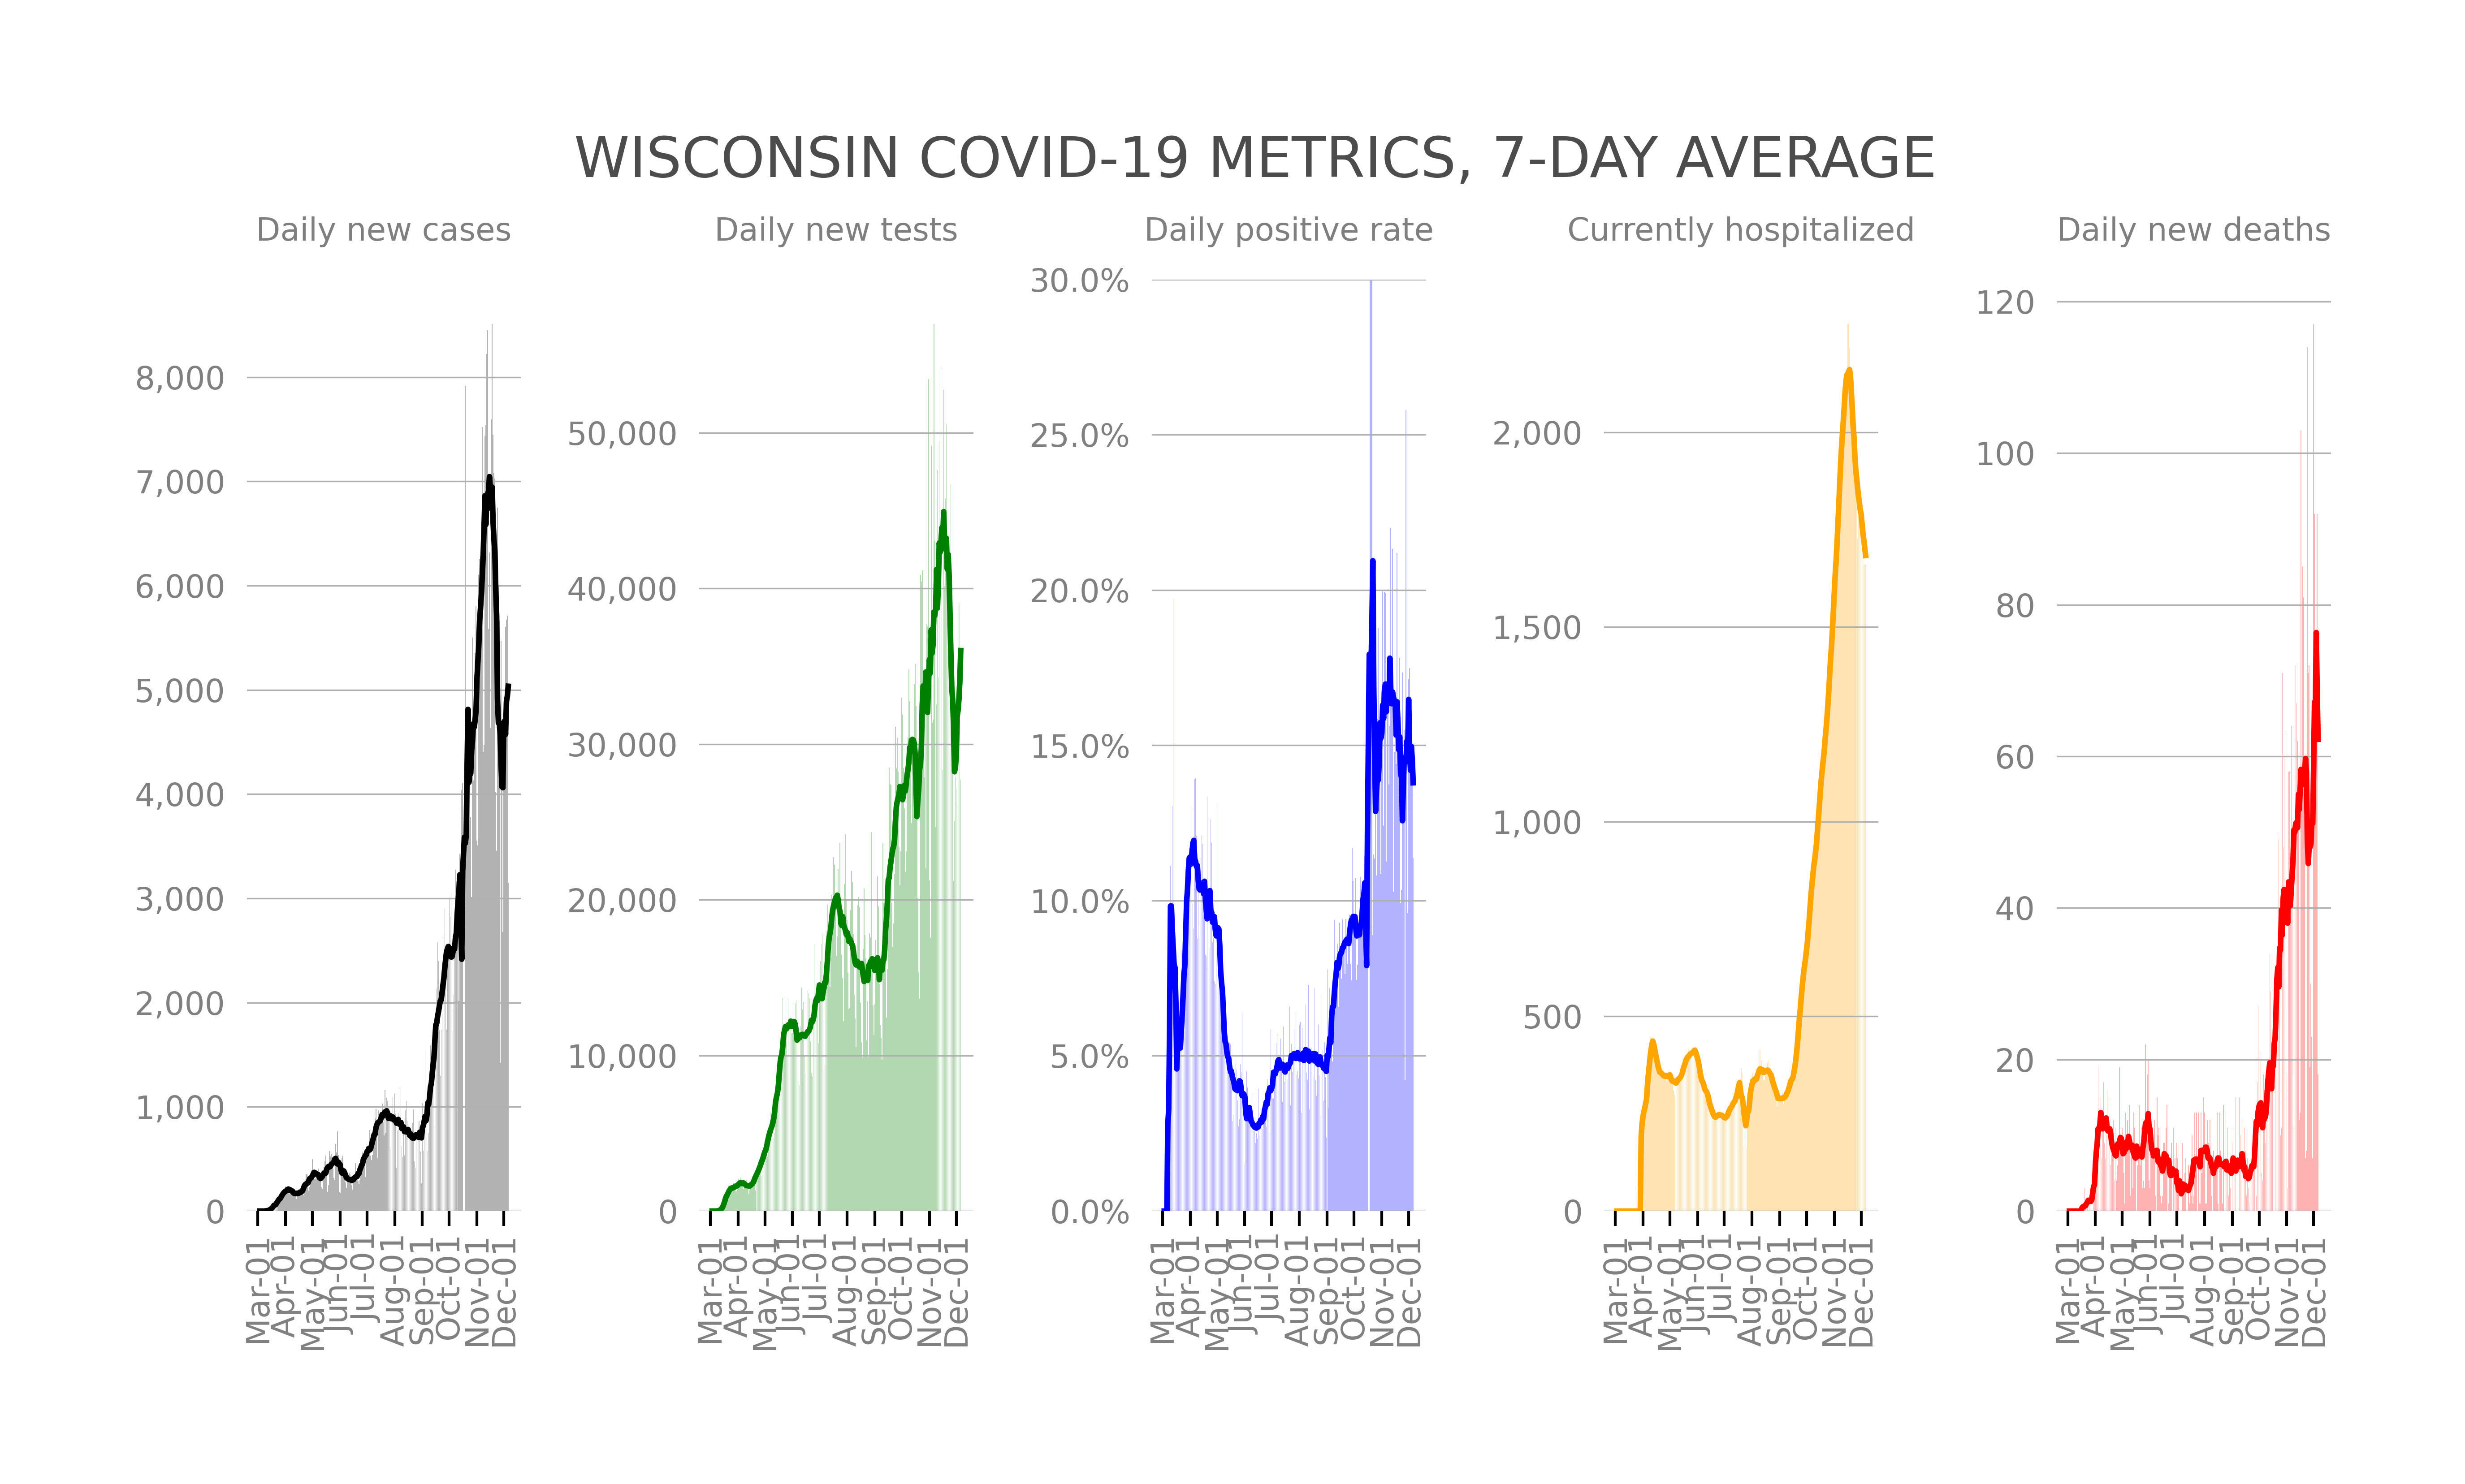 WISCONSIN COVID-19 METRICS, 7-DAY AVERAGE
Daily new cases
8,000
7,000
6,000
5,000
4,000
3,000
2,000
1,000
0
Mar-01
Apr-01
May-01
Jun-01
Jul-01
Aug-01
Sep-01
Oct-01
Nov-01
Dec-01
Daily new tests
50,000
40,000
30,000
20,000
10,000
0
Mar-01
Apr-01
May-01
Jun-01
Jul-01
Aug-01
Sep-01
Oct-01
Nov-01
Dec-01
Daily positive rate
30.0%
25.0%
20.0%
15.0%
10.0%
5.0%
0.0%
Mar-01
Apr-01
May-01
Jun-01
Jul-01
Aug-01
Sep-01
Oct-01
Nov-01
Dec-01
Currently hospitalized
2,000
1,500
1,000
500
0
Mar-01
Apr-01
May-01
Jun-01
Jul-01
Aug-01
Sep-01
Oct-01
Nov-01
Dec-01
Daily new deaths
120
100
80
60
40
20
0
Mar-01
Apr-01
May-01
Jun-01
Jul-01
Aug-01
Sep-01
Oct-01
Nov-01
Dec-01